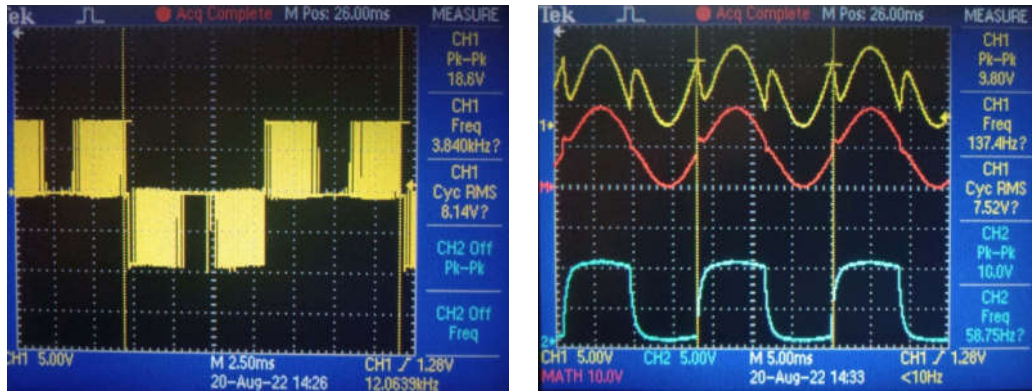 Tek Acq Complete M Pos: 26.00ms MEASURE
CH1
Pk-Pk
18.6V
CH1
Freq
3.840kHz?
CH1
Cyc RMS
8.14V?
CH2 Off
Pk-Pk
CH2 Off
Freq
CH1 5.00V M 2.50ms CH1 1.28V
20-Aug-22 14:26 12.0639kHz
Tek Acq Complete M Pos: 26.00ms MEASURE
CH1
Pk-Pk
9.80V
CH1
Freq
137.4Hz?
CH1
Cyc RMS
7.52V?
CH2
Pk-Pk
10.0V
CH2
Freq
58.75Hz?
1
M
2
CH1 5.00V CH2 5.00V M 5.00ms CH1 1.28V
MATH 10.0V 20-Aug-22 14:33 <10Hz